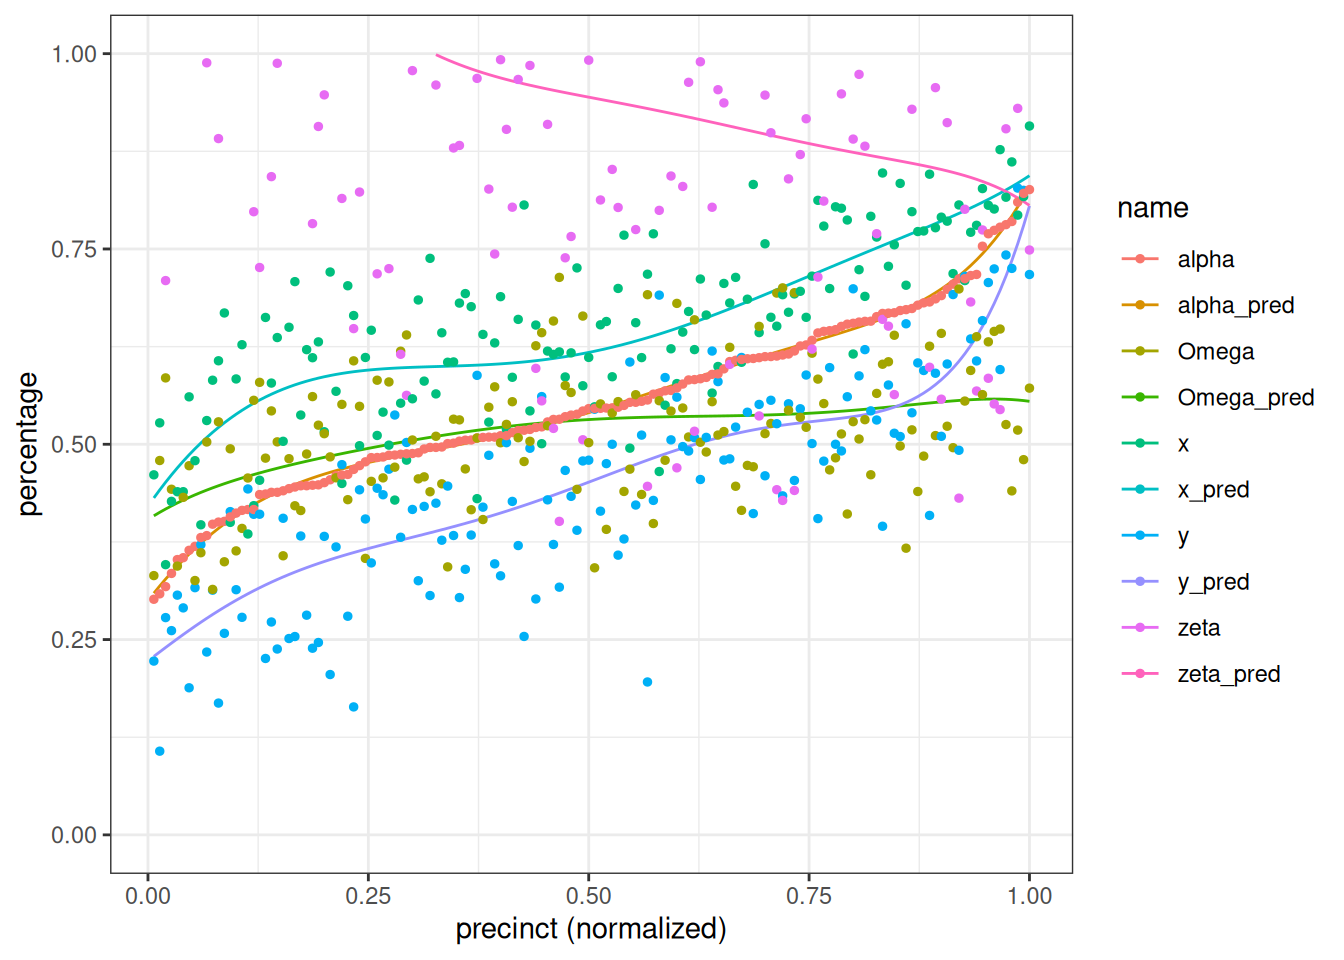 1.00
0.75
0.50
0.25
0.00
percentage
0.00 0.25 0.50 0.75 1.00
precinct (normalized)
name
alpha
alpha_pred
Omega
Omega_pred
x
x_pred
y
y_pred
zeta
zeta_pred